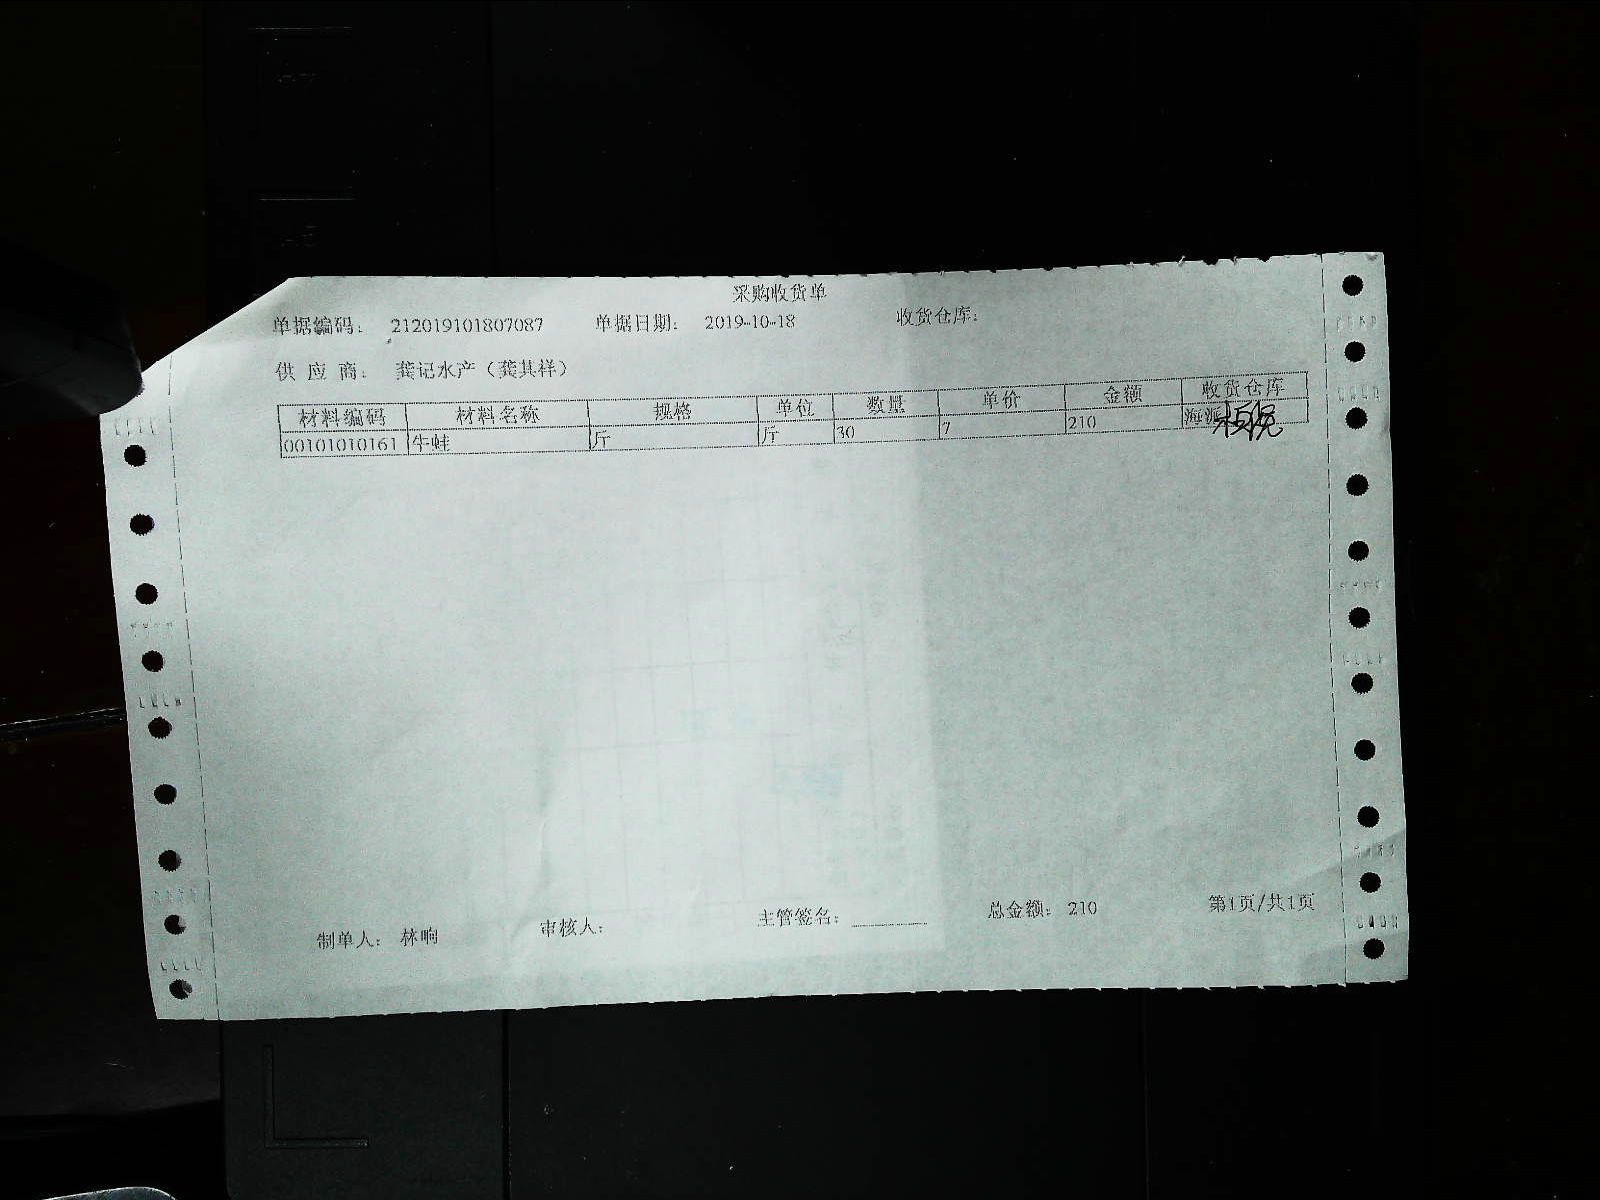 采购收货单
单据编码： 212019101807087 单据日期： 2019-10-18 收货仓库：
供 应 商： 龚记水产（龚其祥）
材料编码 材料名称 规格 单位 数量 单价 金额 收货仓库
00101010161 牛蛙 斤 斤 30 7 210 海派
制单人： 林响 审核人： 主管签名： 总金额： 210 第1页/共1页